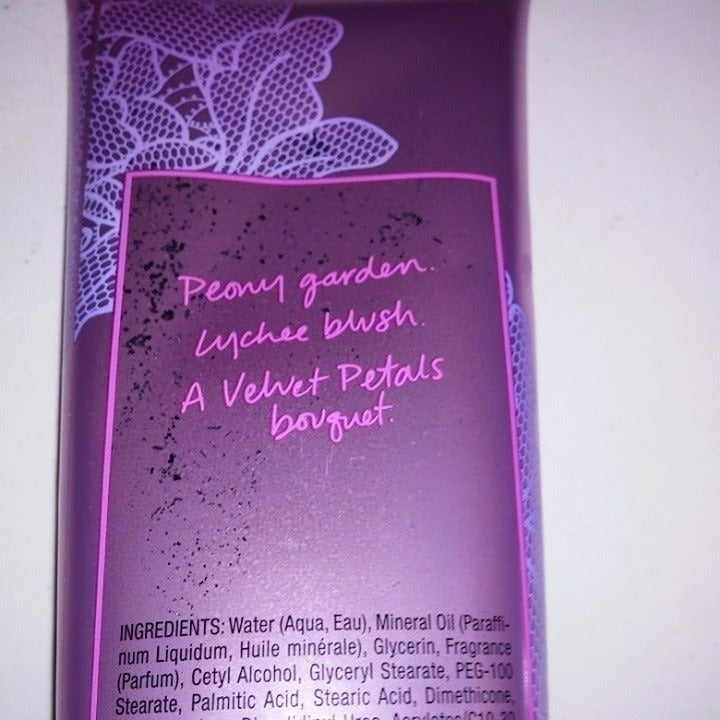 Peony garden.
Lychee blush.
A Velvet Petals
bouquet.
INGREDIENTS: Water (Aqua, Eau), Mineral Oil (Paraffi-
num Liquidum, Huile minérale), Glycerin, Fragrance
(Parfum), Cetyl Alcohol, Glyceryl Stearate, PEG-100
Stearate, Palmitic Acid, Stearic Acid, Dimethicone,